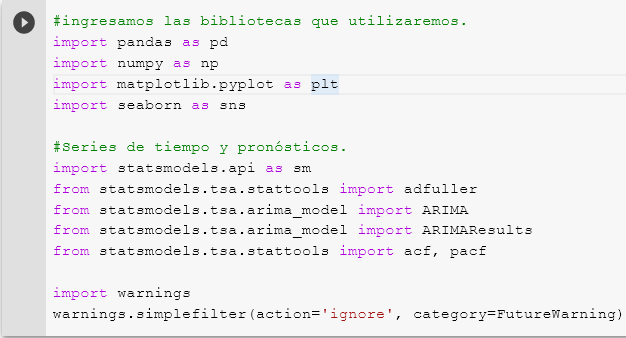 #ingresamos las bibliotecas que utilizaremos.
import pandas as pd
import numpy as np
import matplotlib.pyplot as plt
import seaborn as sns
#Series de tiempo y pronósticos.
import statsmodels.api as sm
from statsmodels.tsa.stattools import adfuller
from statsmodels.tsa.arima_model import ARIMA
from statsmodels.tsa.arima_model import ARIMAResults
from statsmodels.tsa.stattools import acf, pacf
import warnings
warnings.simplefilter(action='ignore', category=FutureWarning)